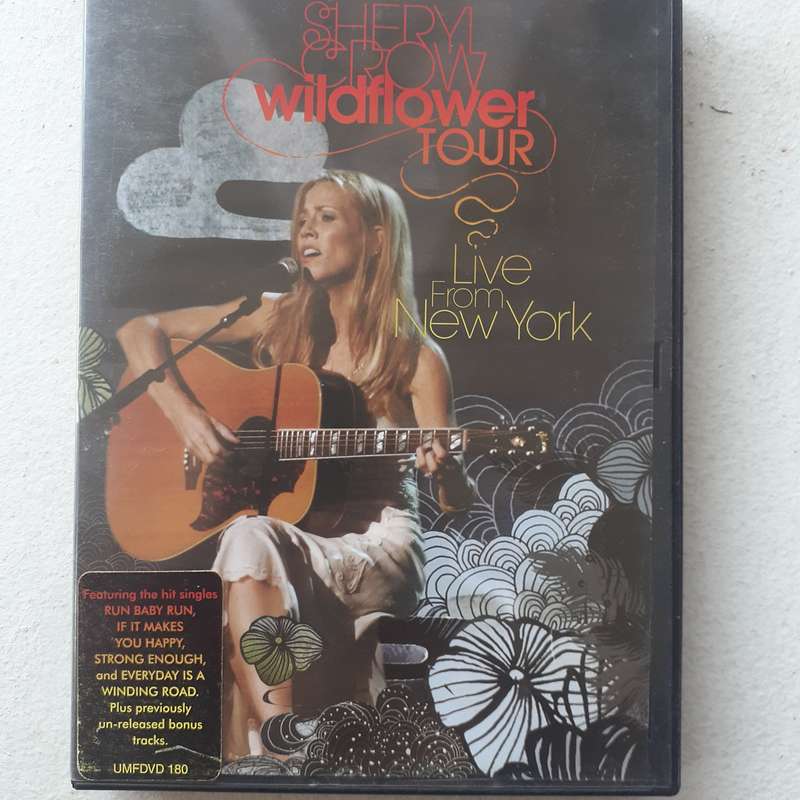 SHERYL
CROW
wildflower
TOUR
Live
From
New York
Featuring the hit singles
RUN BABY RUN,
IF IT MAKES
YOU HAPPY,
STRONG ENOUGH,
and EVERYDAY IS A
WINDING ROAD.
Plus previously
un-released bonus
tracks.
UMFDVD 180